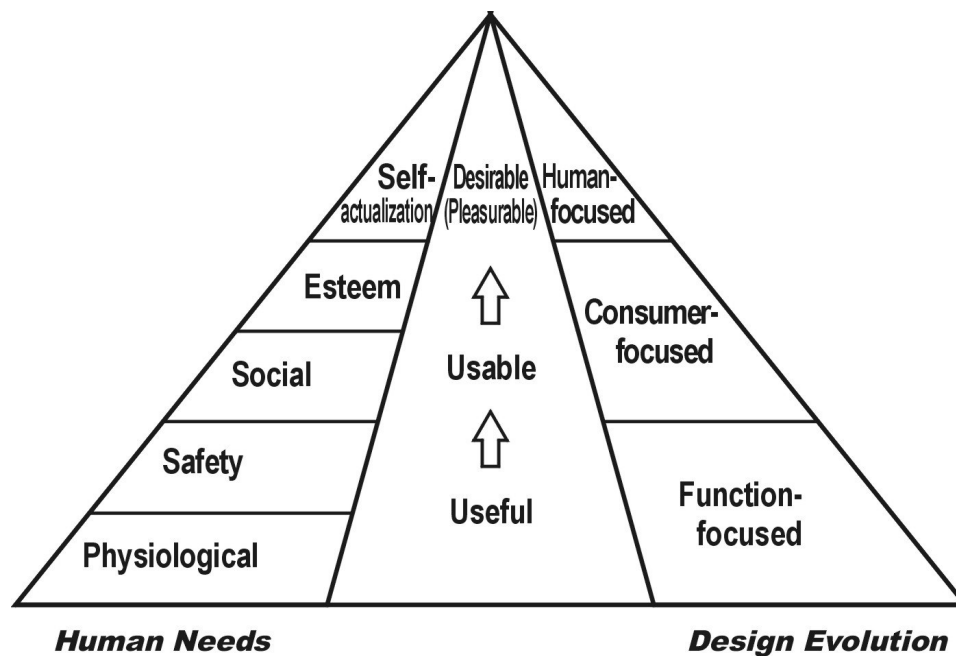 Self-
actualization
Desirable
(Pleasurable)
Human-
focused
Esteem
Consumer-
focused
Social
Usable
Safety
Useful
Function-
focused
Physiological
Human Needs
Design Evolution